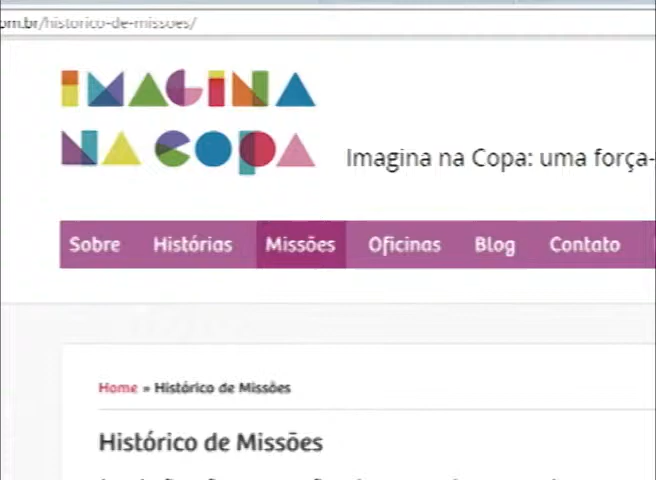 om.br/historico-de-missoes/
IMAGINA
NA COPA
Imagina na Copa: uma força-
Sobre Histórias Missões Oficinas Blog Contato
Home » Histórico de Missões
Histórico de Missões